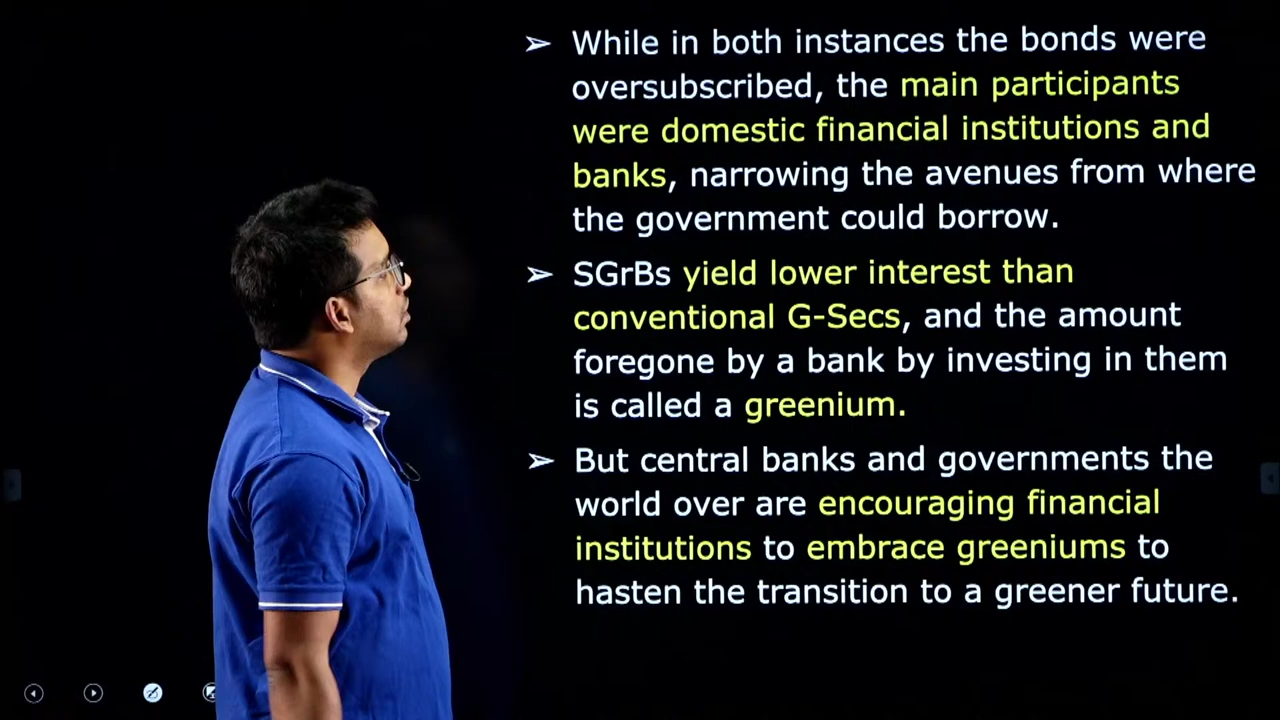 ➢ While in both instances the bonds were
oversubscribed, the main participants
were domestic financial institutions and
banks, narrowing the avenues from where
the government could borrow.
➢ SGrBs yield lower interest than
conventional G-Secs, and the amount
foregone by a bank by investing in them
is called a greenium.
➢ But central banks and governments the
world over are encouraging financial
institutions to embrace greeniums to
hasten the transition to a greener future.